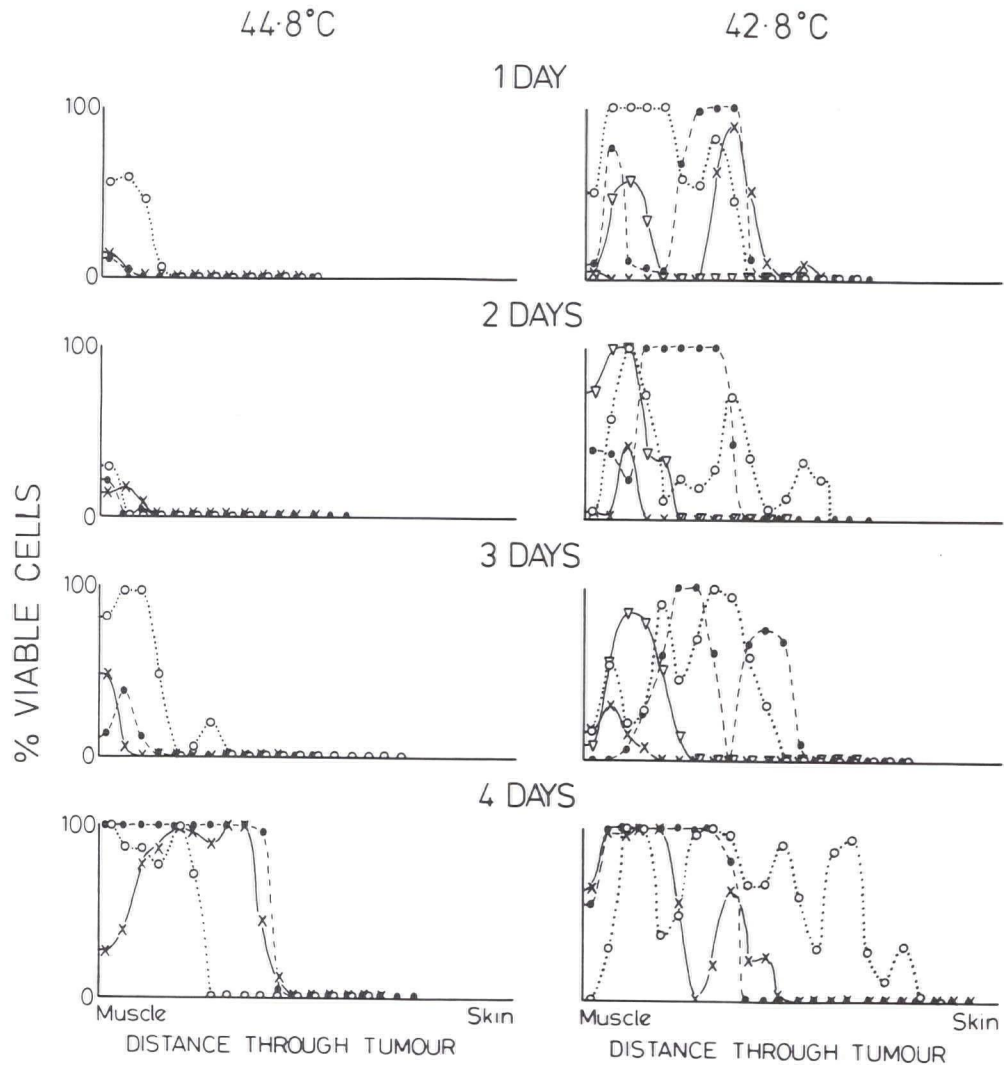 44·8°C
42·8°C
1 DAY
100
0
2 DAYS
100
0
3 DAYS
100
0
4 DAYS
100
0
% VIABLE CELLS
Muscle
Skin
Muscle
Skin
DISTANCE THROUGH TUMOUR
DISTANCE THROUGH TUMOUR